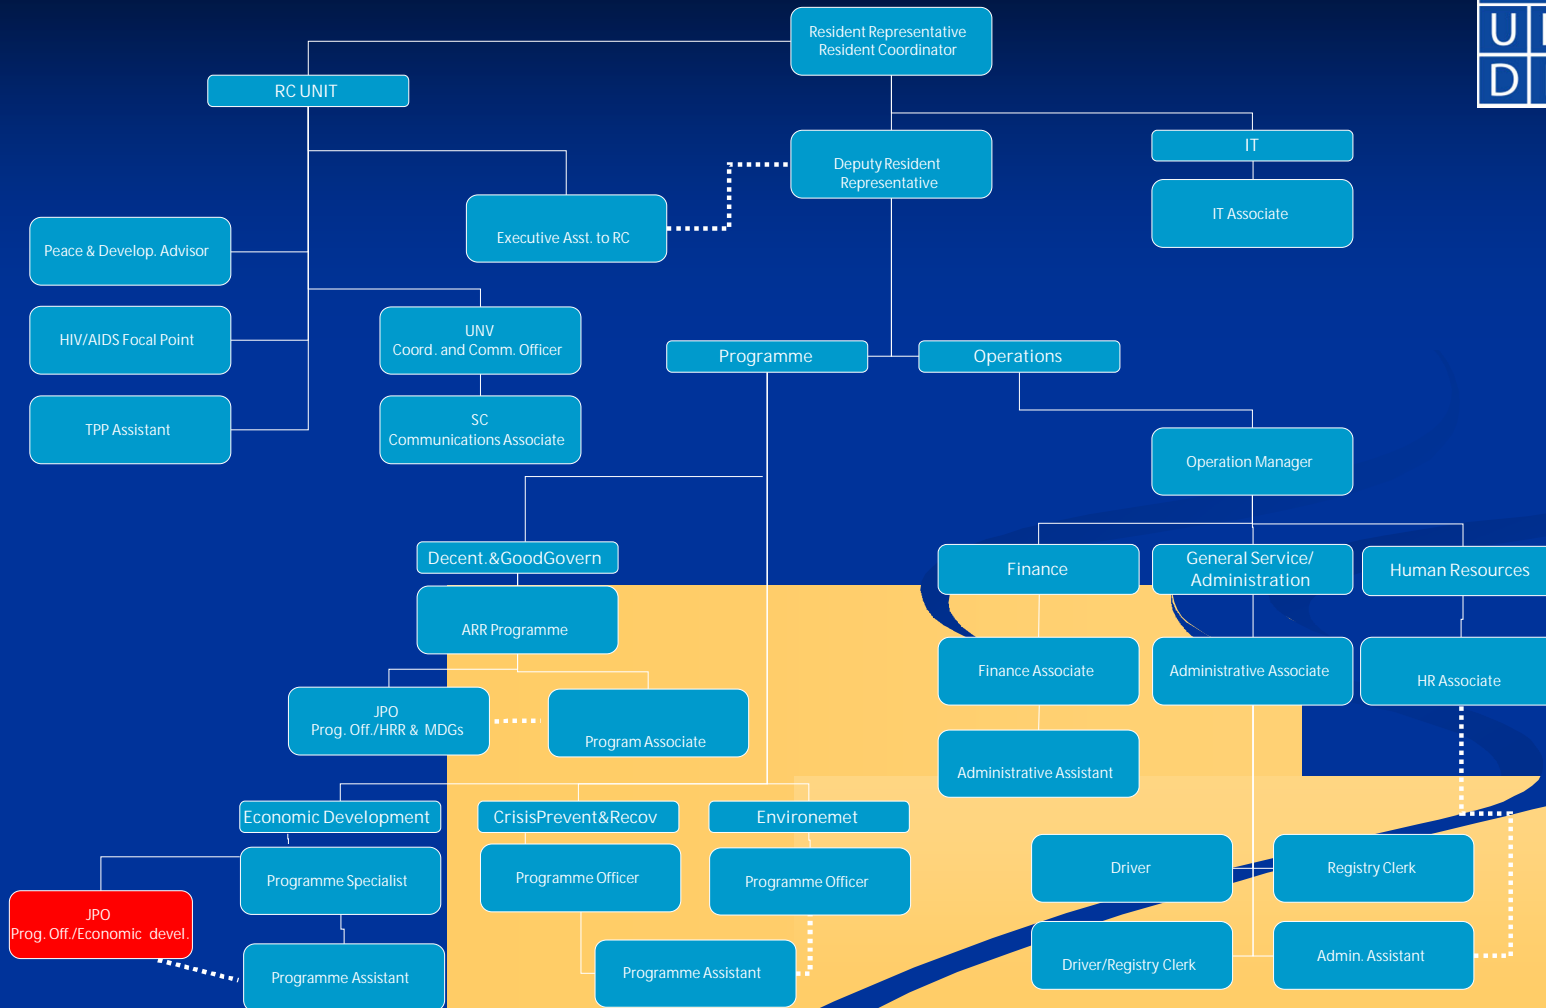 Resident Representative
Resident Coordinator
U
D
RC UNIT
Deputy Resident
Representative
IT
IT Associate
Executive Asst. to RC
Peace & Develop. Advisor
HIV/AIDS Focal Point
TPP Assistant
UNV
Coord. and Comm. Officer
SC
Communications Associate
Programme
Operations
Operation Manager
Decent.&GoodGovern
ARR Programme
JPO
Prog. Off./HRR & MDGs
Program Associate
Finance
General Service/
Administration
Human Resources
Finance Associate
Administrative Associate
HR Associate
Administrative Assistant
Economic Development
CrisisPrevent&Recov
Environemet
Programme Specialist
Programme Officer
Programme Officer
JPO
Prog. Off./Economic devel.
Programme Assistant
Programme Assistant
Driver
Registry Clerk
Driver/Registry Clerk
Admin. Assistant